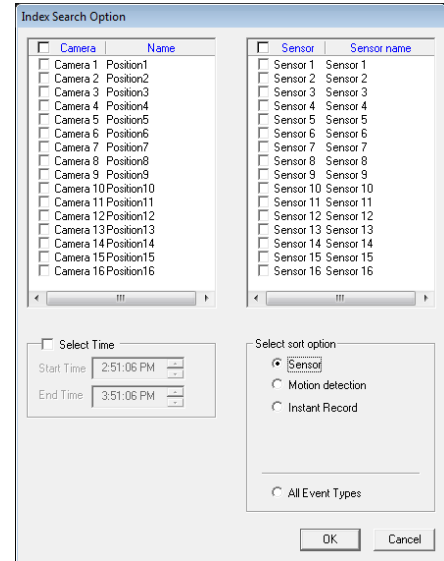 Index Search Option
Camera Name
Camera 1 Position1
Camera 2 Position2
Camera 3 Position3
Camera 4 Position4
Camera 5 Position5
Camera 6 Position6
Camera 7 Position7
Camera 8 Position8
Camera 9 Position9
Camera 10 Position10
Camera 11 Position11
Camera 12 Position12
Camera 13 Position13
Camera 14 Position14
Camera 15 Position15
Camera 16 Position16
Sensor Sensor name
Sensor 1 Sensor 1
Sensor 2 Sensor 2
Sensor 3 Sensor 3
Sensor 4 Sensor 4
Sensor 5 Sensor 5
Sensor 6 Sensor 6
Sensor 7 Sensor 7
Sensor 8 Sensor 8
Sensor 9 Sensor 9
Sensor 10 Sensor 10
Sensor 11 Sensor 11
Sensor 12 Sensor 12
Sensor 13 Sensor 13
Sensor 14 Sensor 14
Sensor 15 Sensor 15
Sensor 16 Sensor 16
Select Time
Start Time 2:51:06 PM
End Time 3:51:06 PM
Select sort option
Sensor
Motion detection
Instant Record
All Event Types
OK Cancel